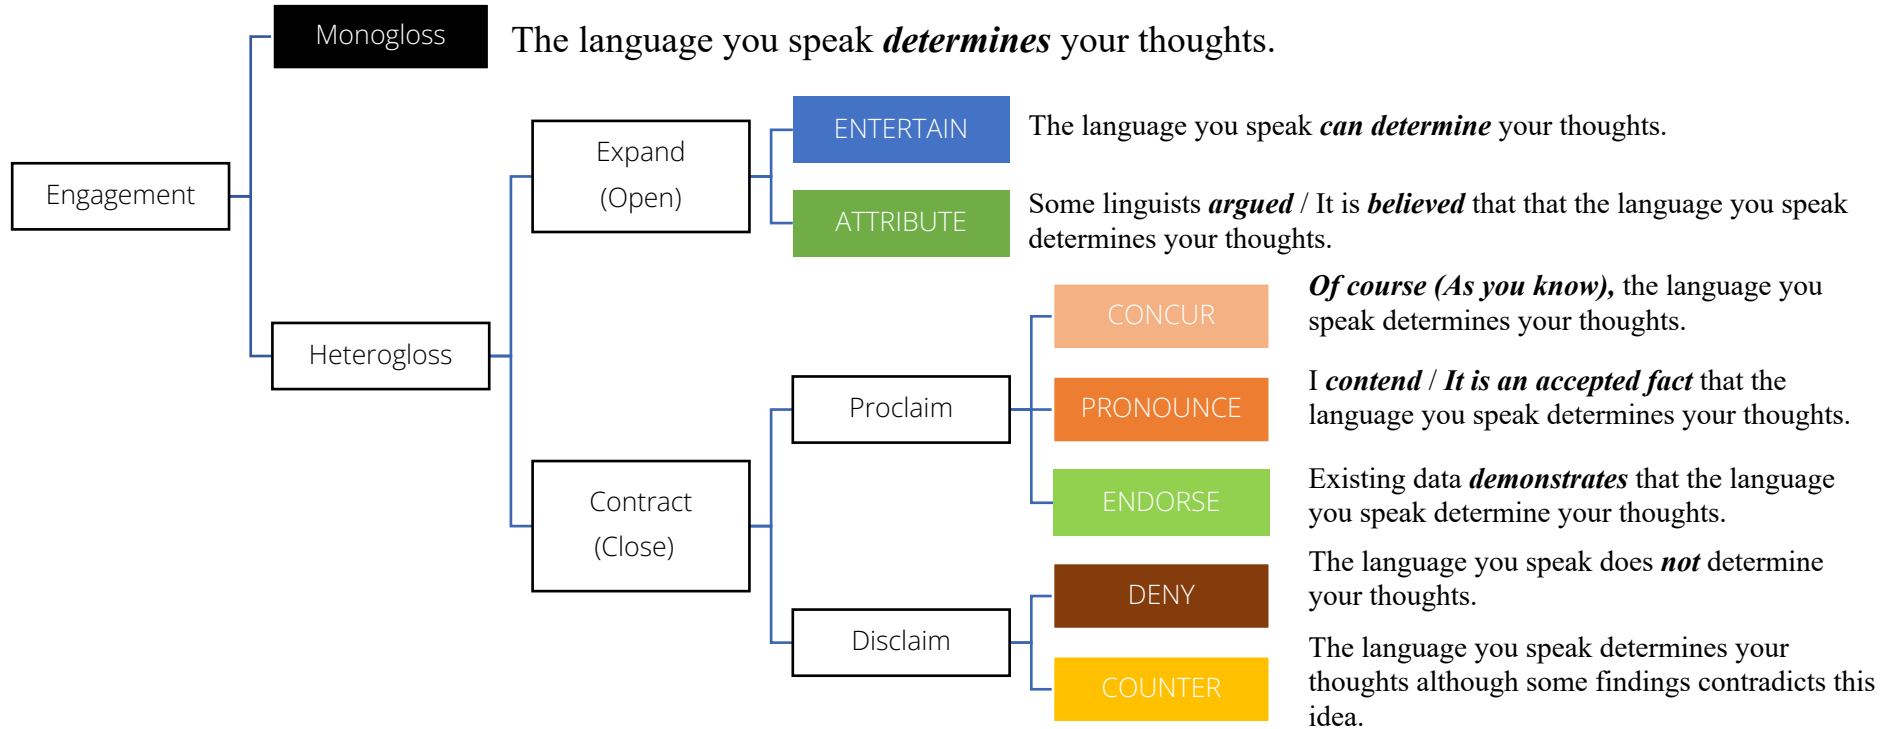 Monogloss
The language you speak determines your thoughts.
Engagement
Heterogloss
Expand
(Open)
ENTERTAIN
The language you speak can determine your thoughts.
ATTRIBUTE
Some linguists argued / It is believed that that the language you speak
determines your thoughts.
Contract
(Close)
Proclaim
CONCUR
Of course (As you know), the language you
speak determines your thoughts.
PRONOUNCE
I contend / It is an accepted fact that the
language you speak determines your thoughts.
ENDORSE
Existing data demonstrates that the language
you speak determine your thoughts.
Disclaim
DENY
The language you speak does not determine
your thoughts.
COUNTER
The language you speak determines your
thoughts although some findings contradicts this
idea.